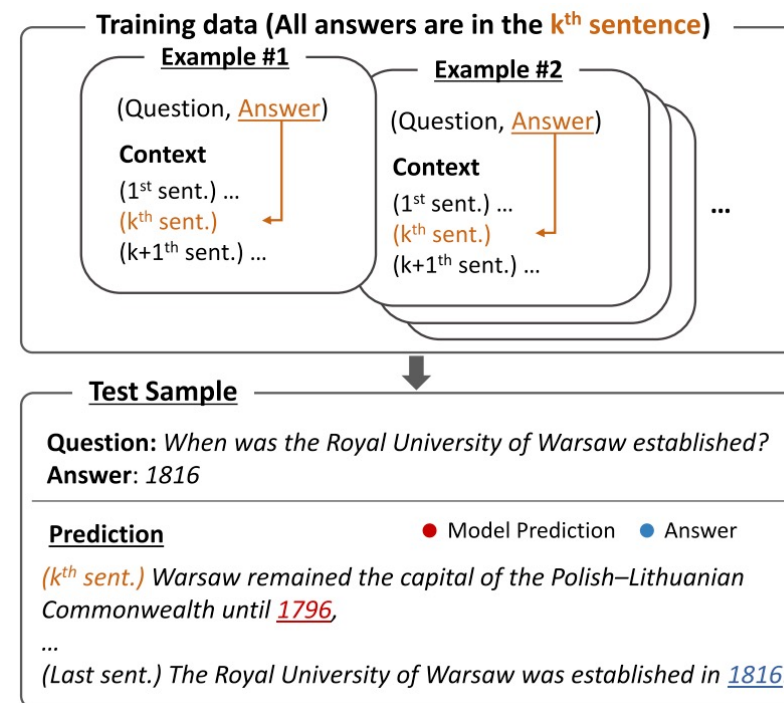 Training data (All answers are in the kth sentence)
Example #1
(Question, Answer)
Context
(1st sent.) ...
(kth sent.)
(k+1th sent.) ...
Example #2
(Question, Answer)
Context
(1st sent.) ...
(kth sent.)
(k+1th sent.) ...
...
Test Sample
Question: When was the Royal University of Warsaw established?
Answer: 1816
Prediction
Model Prediction
Answer
(kth sent.) Warsaw remained the capital of the Polish–Lithuanian
Commonwealth until 1796,
...
(Last sent.) The Royal University of Warsaw was established in 1816